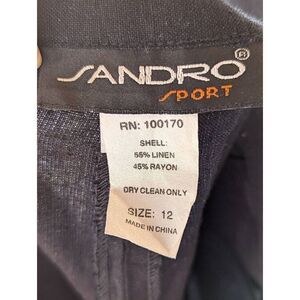 SANDRO®
SPORT
RN: 100170
SHELL:
55% LINEN
45% RAYON
DRY CLEAN ONLY
SIZE: 12
MADE IN CHINA